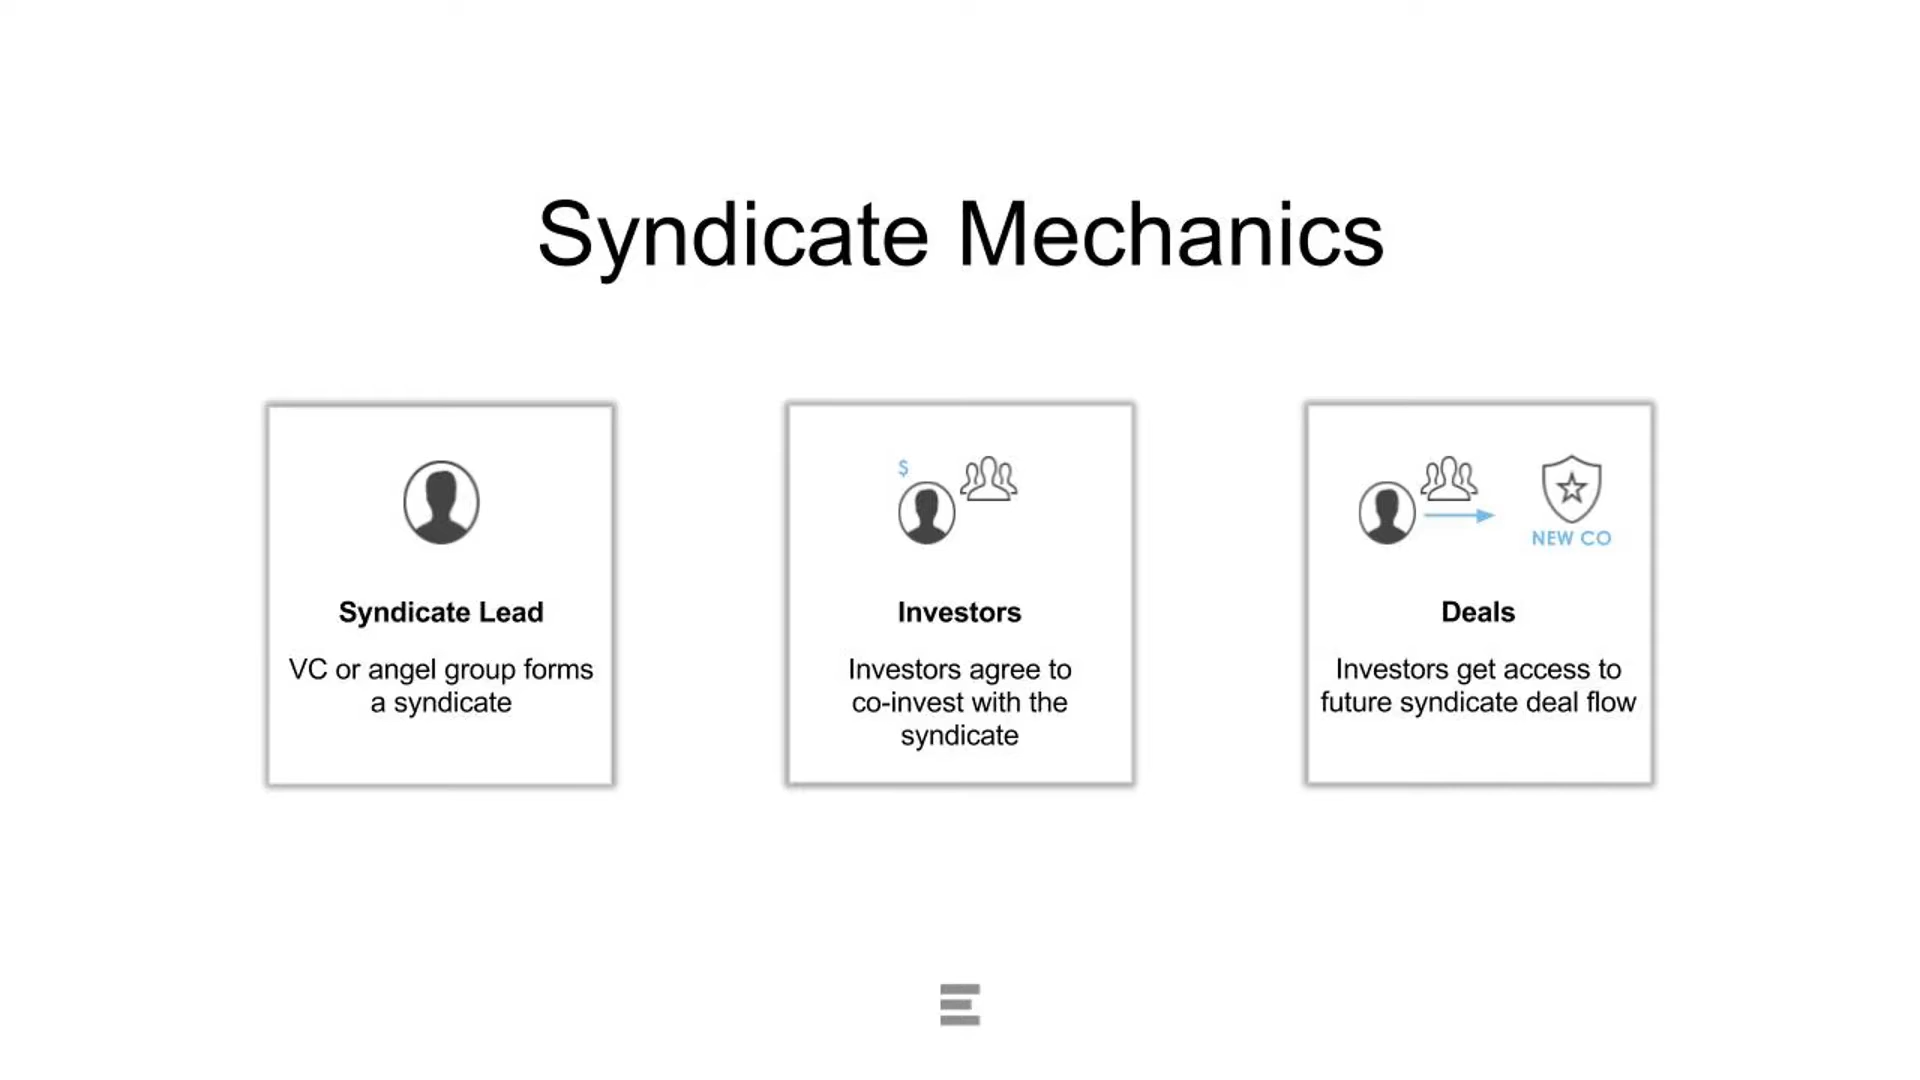 Syndicate Mechanics
Syndicate Lead
VC or angel group forms
a syndicate
$
Investors
Investors agree to
co-invest with the
syndicate
NEW CO
Deals
Investors get access to
future syndicate deal flow